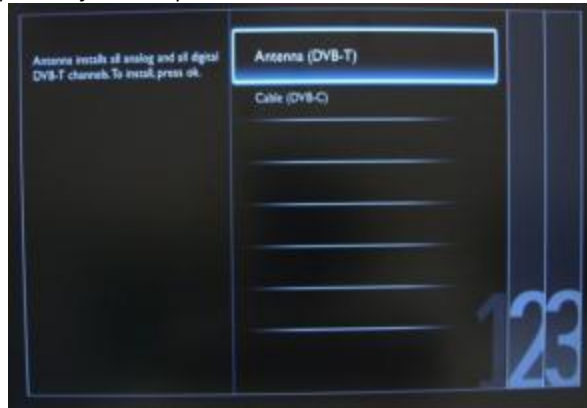 Antenna installs all analog and all digital
DVB-T channels. To install, press ok.
Antenna (DVB-T)
Cable (DVB-C)
123